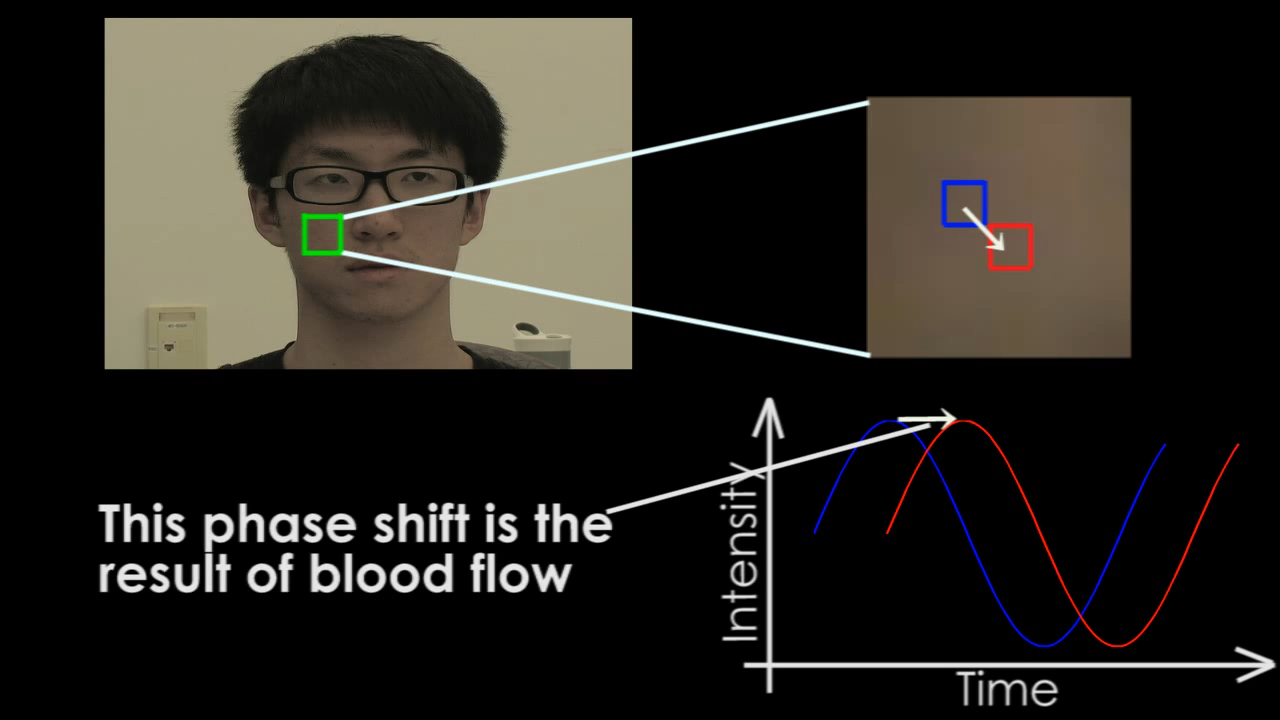 This phase shift is the
result of blood flow
Intensity
Time